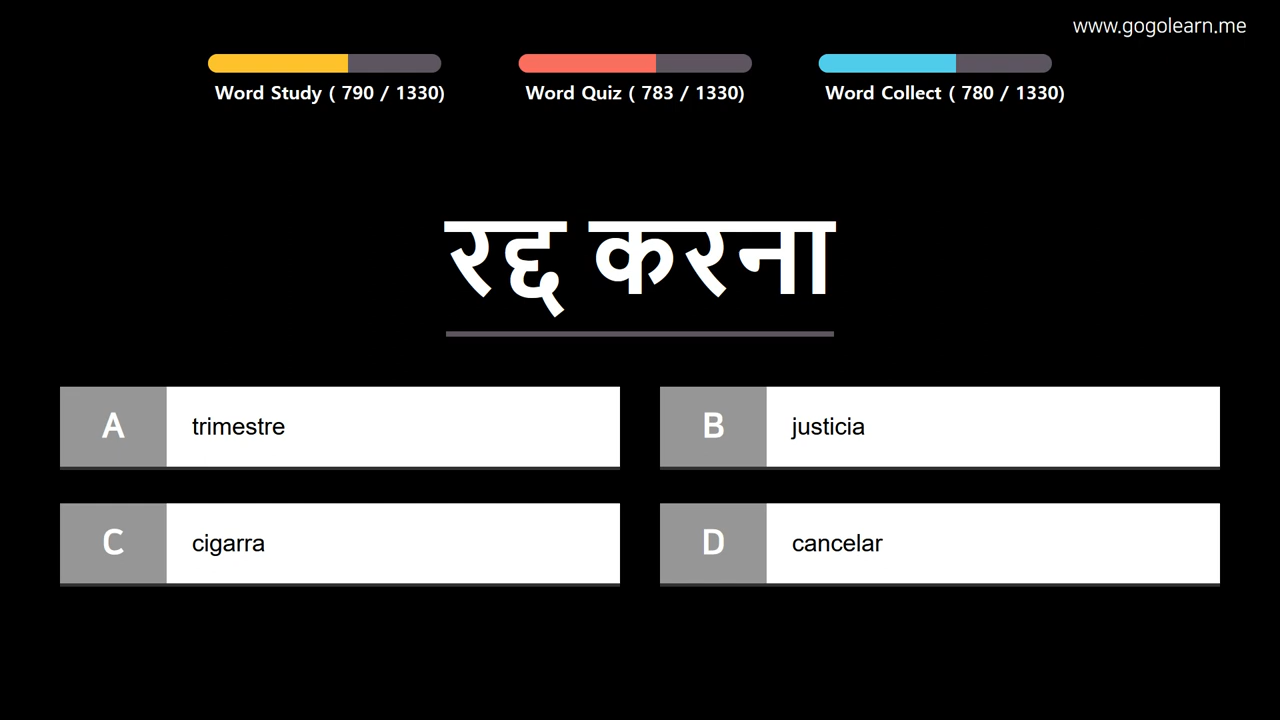 www.gogolearn.me
Word Study ( 790 / 1330)
Word Quiz ( 783 / 1330)
Word Collect ( 780 / 1330)
रद्द करना
A trimestre
B justicia
C cigarra
D cancelar